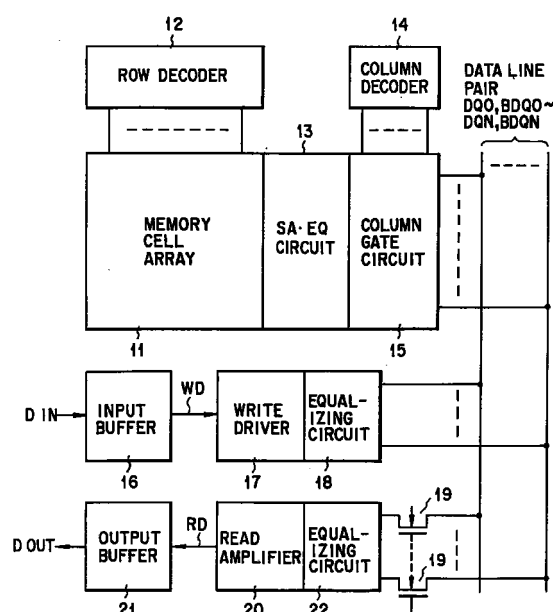 12
ROW DECODER
14
COLUMN
DECODER
DATA LINE
PAIR
DQ0, BDQ0~
DQN, BDQN
13
MEMORY
CELL
ARRAY
SA·EQ
CIRCUIT
COLUMN
GATE
CIRCUIT
11
15
D IN
INPUT
BUFFER
WD
WRITE
DRIVER
EQUAL-
IZING
CIRCUIT
16
17
18
D OUT
OUTPUT
BUFFER
RD
READ
AMPLIFIER
EQUAL-
IZING
CIRCUIT
19
19
21
20
22